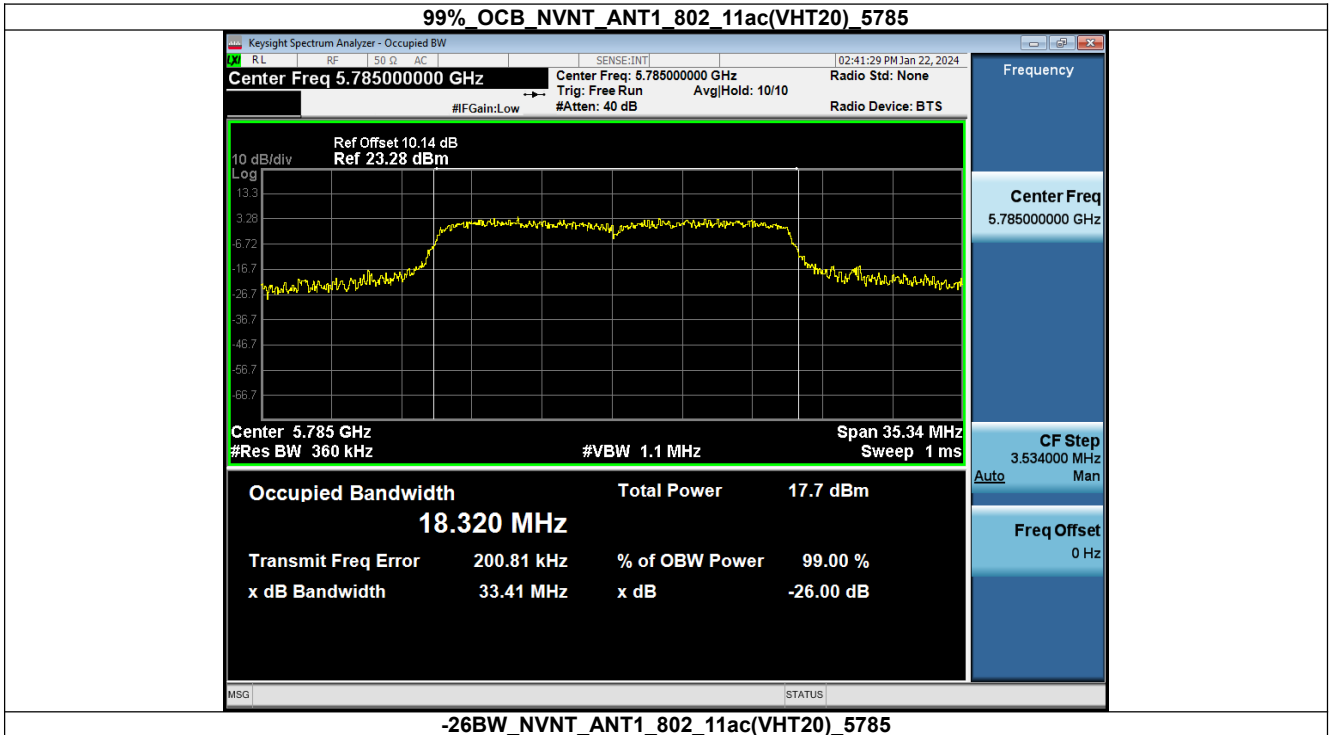 99%_OCB_NVNT_ANT1_802_11ac(VHT20)_5785
Keysight Spectrum Analyzer - Occupied BW
LXI RL RF 50 Ω AC SENSE:INT 02:41:29 PM Jan 22, 2024
Center Freq 5.785000000 GHz
Center Freq: 5.785000000 GHz
Radio Std: None
Trig: Free Run Avg|Hold: 10/10
#IFGain:Low
#Atten: 40 dB
Radio Device: BTS
Frequency
Ref Offset 10.14 dB
10 dB/div Ref 23.28 dBm
Log
13.3
3.28
-6.72
-16.7
-26.7
-36.7
-46.7
-56.7
-66.7
Center Freq
5.785000000 GHz
Center 5.785 GHz Span 35.34 MHz
#Res BW 360 kHz #VBW 1.1 MHz Sweep 1 ms
CF Step
3.534000 MHz
Auto Man
Occupied Bandwidth Total Power 17.7 dBm
18.320 MHz
Transmit Freq Error 200.81 kHz % of OBW Power 99.00 %
x dB Bandwidth 33.41 MHz x dB -26.00 dB
Freq Offset
0 Hz
MSG STATUS
-26BW_NVNT_ANT1_802_11ac(VHT20)_5785